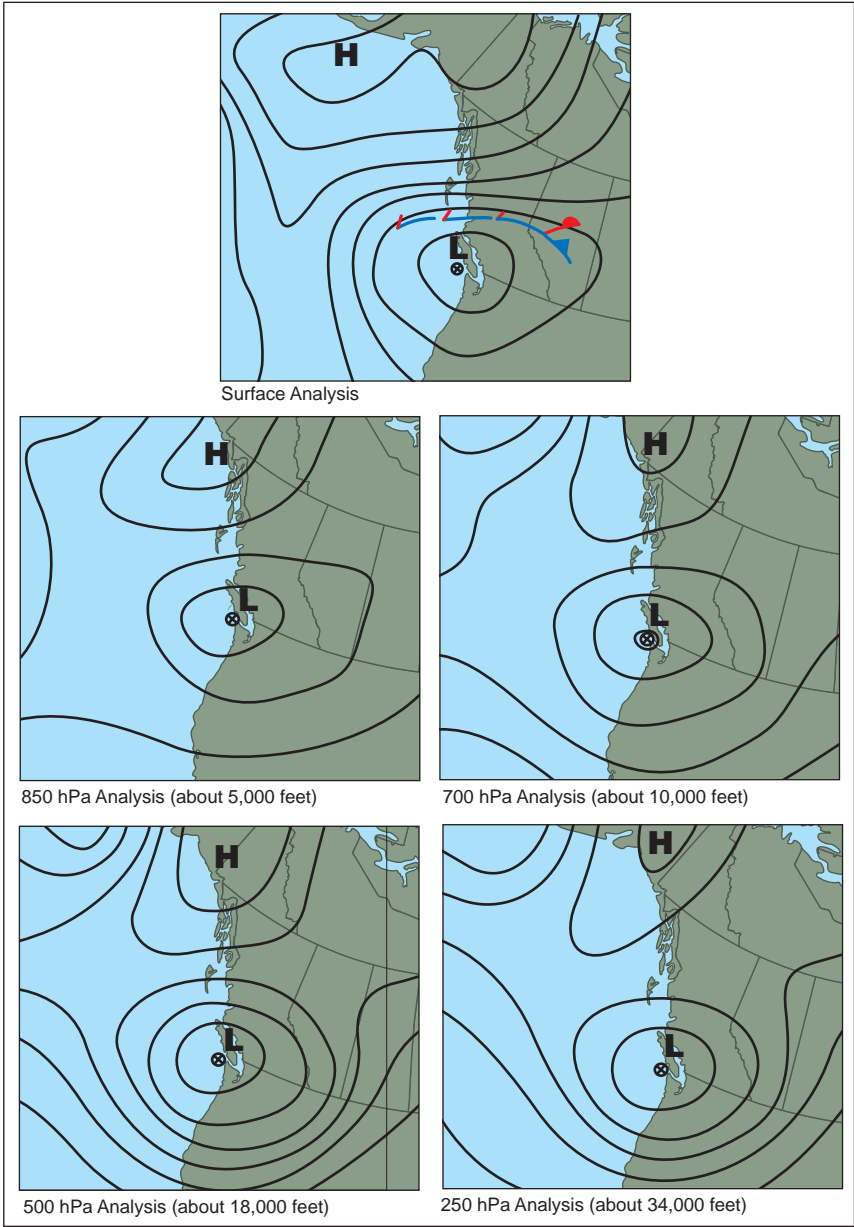 H
L
Surface Analysis
H
L
850 hPa Analysis (about 5,000 feet)
H
L
700 hPa Analysis (about 10,000 feet)
H
L
500 hPa Analysis (about 18,000 feet)
H
L
250 hPa Analysis (about 34,000 feet)